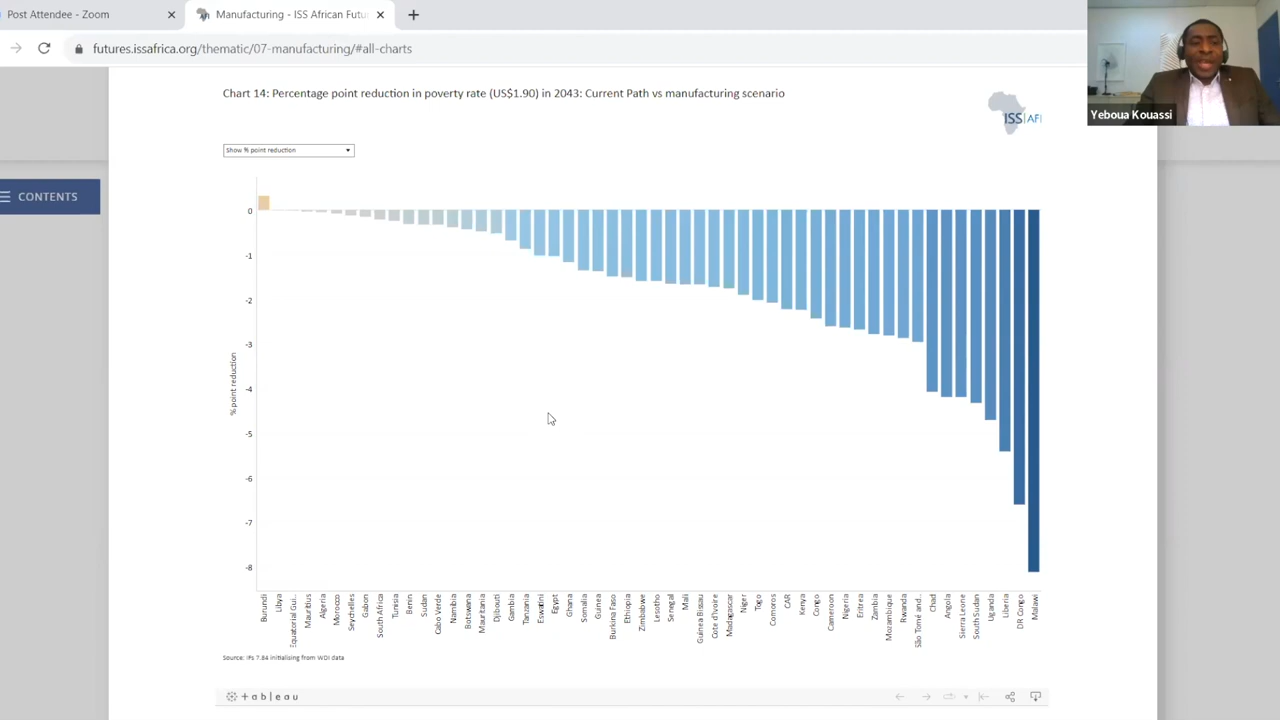 Post Attendee - Zoom
Manufacturing - ISS African Futu
futures.issafrica.org/thematic/07-manufacturing/#all-charts
Yeboua Kouassi
Chart 14: Percentage point reduction in poverty rate (US$1.90) in 2043: Current Path vs manufacturing scenario
ISS|AFI
Show % point reduction
CONTENTS
0
-1
-2
-3
-4
-5
-6
-7
-8
% point reduction
Burundi
Libya
Equatorial Gui..
Mauritius
Algeria
Morocco
Seychelles
Gabon
South Africa
Tunisia
Benin
Sudan
Cabo Verde
Namibia
Botswana
Mauritania
Djibouti
Gambia
Tanzania
Eswatini
Egypt
Ghana
Somalia
Guinea
Burkina Faso
Ethiopia
Zimbabwe
Lesotho
Senegal
Mali
Guinea Bissau
Cote d'Ivoire
Madagascar
Niger
Togo
Comoros
CAR
Kenya
Congo
Cameroon
Nigeria
Eritrea
Zambia
Mozambique
Rwanda
São Tomé and..
Chad
Angola
Sierra Leone
South Sudan
Uganda
Liberia
DR Congo
Malawi
Source: IFs 7.84 initialising from WDI data
+ableau